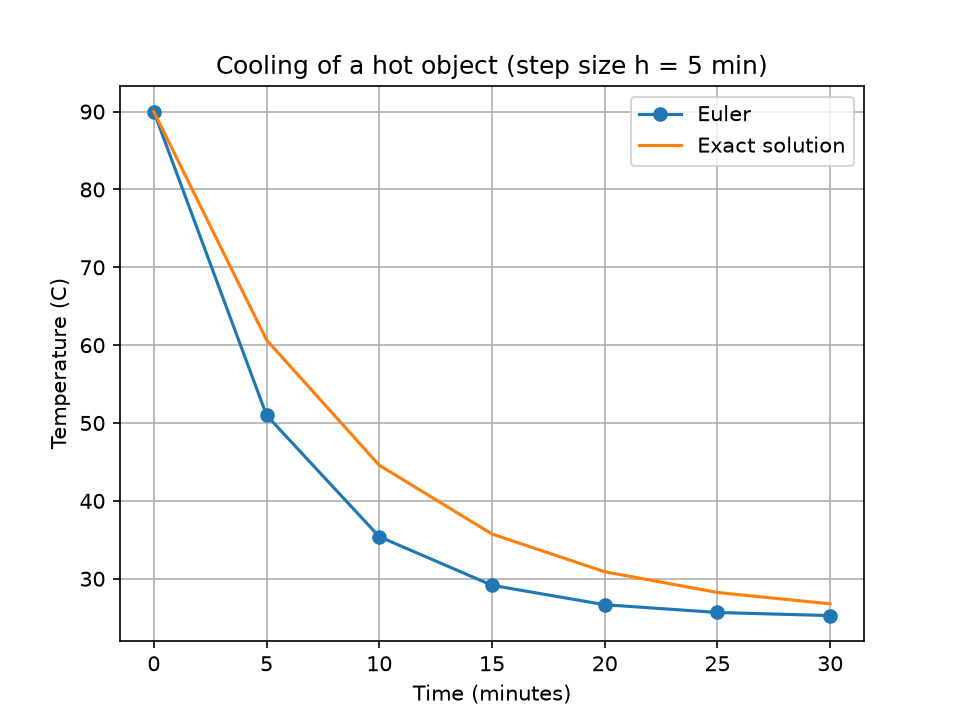 Cooling of a hot object (step size h = 5 min)
Euler
Exact solution
90
80
70
60
50
40
30
Temperature (C)
0 5 10 15 20 25 30
Time (minutes)